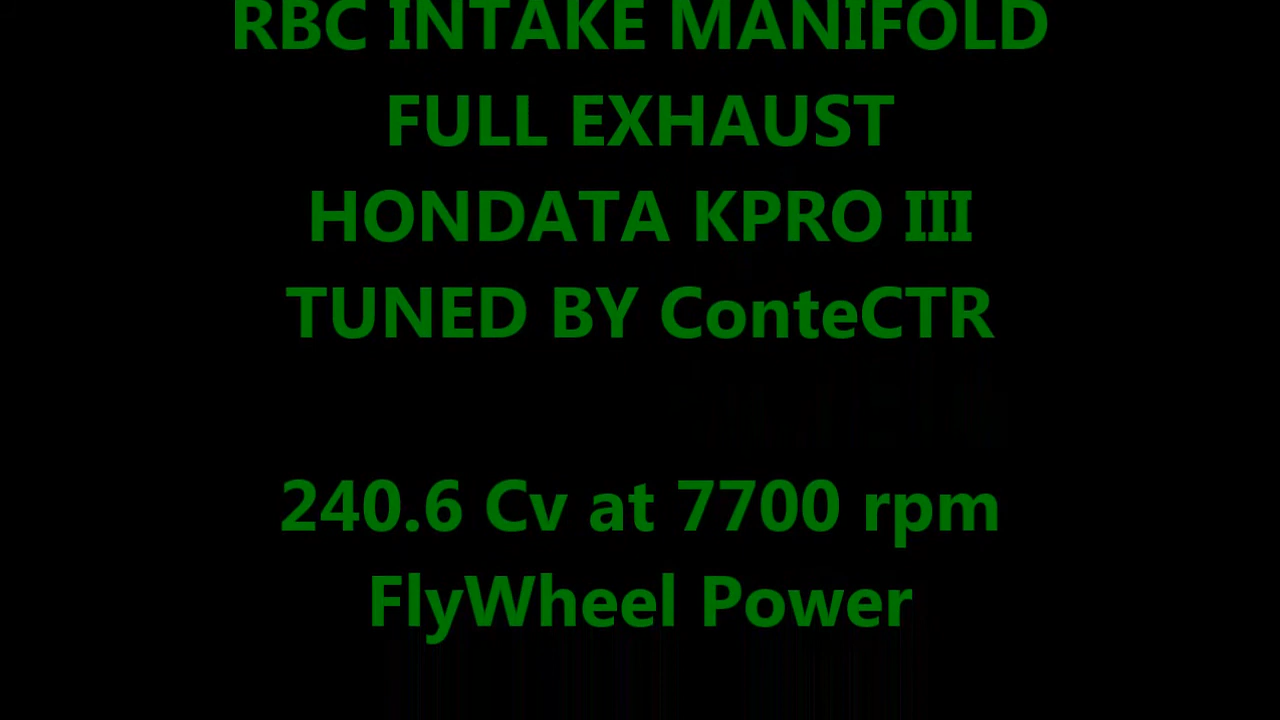 RBC INTAKE MANIFOLD
FULL EXHAUST
HONDATA KPRO III
TUNED BY ConteCTR
240.6 Cv at 7700 rpm
FlyWheel Power